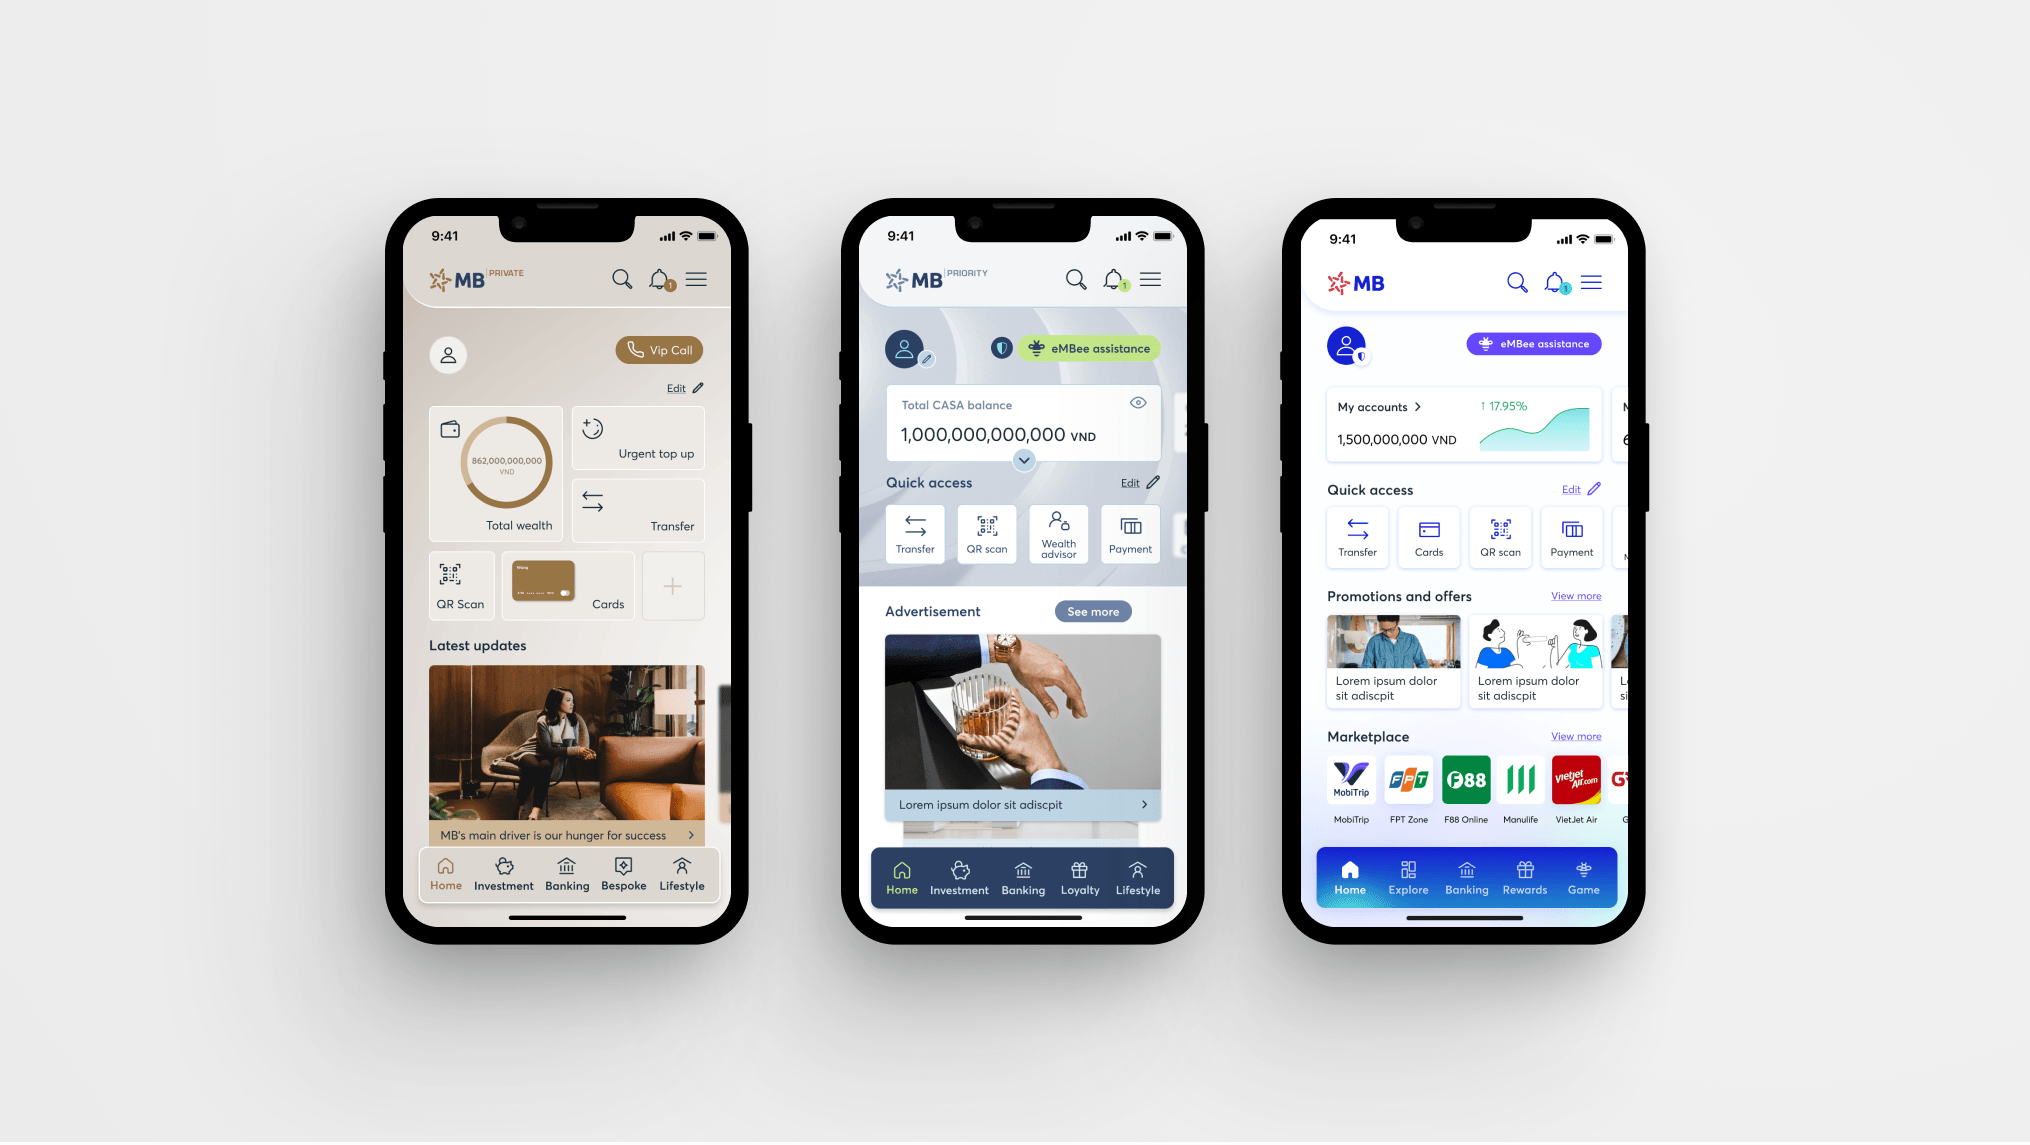 9:41
MB PRIVATE
1
Vip Call
Edit
862,000,000,000
VND
Total wealth
Urgent top up
Transfer
QR Scan
Cards
Latest updates
MB's main driver is our hunger for success
Home Investment Banking Bespoke Lifestyle
9:41
MB PRIORITY
1
eMBee assistance
Total CASA balance
1,000,000,000,000 VND
Quick access
Edit
Transfer
QR scan
Wealth
advisor
Payment
Advertisement
See more
Lorem ipsum dolor sit adiscpit
Home Investment Banking Loyalty Lifestyle
9:41
MB
1
eMBee assistance
My accounts
↑ 17.95%
1,500,000,000 VND
Quick access
Edit
Transfer
Cards
QR scan
Payment
Promotions and offers
View more
Lorem ipsum dolor
sit adiscpit
Lorem ipsum dolor
sit adiscpit
Marketplace
View more
MobiTrip
FPT
F88
Vietjet
Air.com
MobiTrip FPT Zone F88 Online Manulife VietJet Air
Home Explore Banking Rewards Game